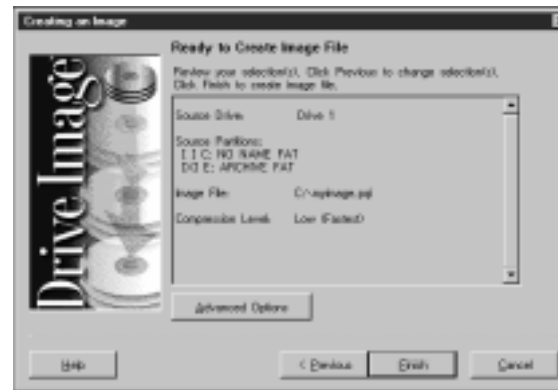 Creating an Image
Drive Image
Ready to Create Image File
Review your selection(s). Click Previous to change selection(s).
Click Finish to create image file.
Source Drive: Drive 1
Source Partitions:
[ ] C: NO NAME FAT
[X] E: ARCHIVE FAT
Image File: C:\myimage.pqi
Compression Level: Low (Fastest)
Advanced Options
Help
< Previous
Finish
Cancel